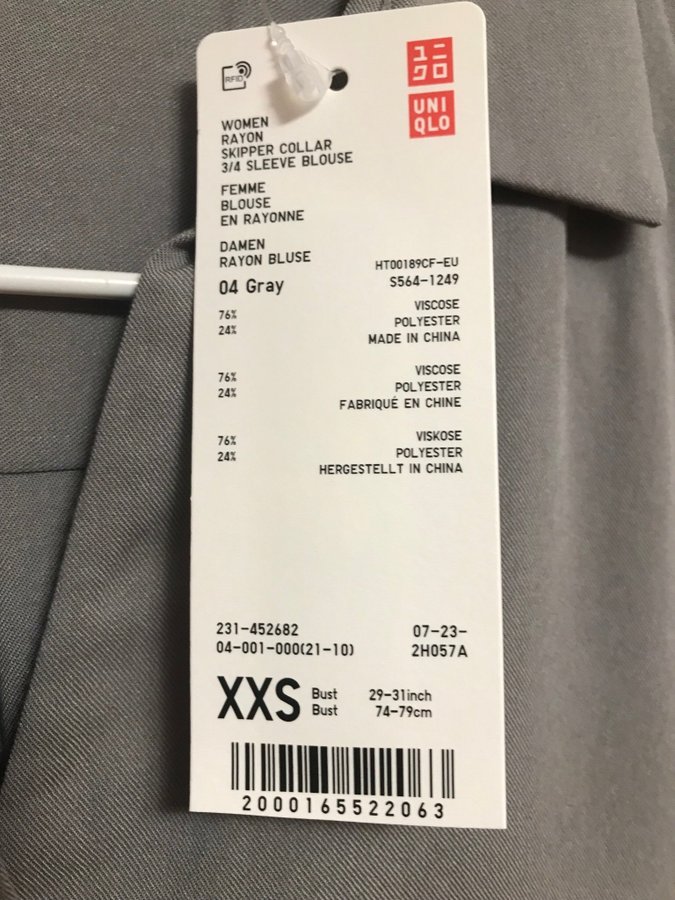 RFID
ユニ
クロ
UNI
QLO
WOMEN
RAYON
SKIPPER COLLAR
3/4 SLEEVE BLOUSE
FEMME
BLOUSE
EN RAYONNE
DAMEN
RAYON BLUSE
HT00189CF-EU
04 Gray S564-1249
76% VISCOSE
24% POLYESTER
MADE IN CHINA
76% VISCOSE
24% POLYESTER
FABRIQUÉ EN CHINE
76% VISKOSE
24% POLYESTER
HERGESTELLT IN CHINA
231-452682 07-23-
04-001-000(21-10) 2H057A
XXS Bust 29-31inch
Bust 74-79cm
2000165522063